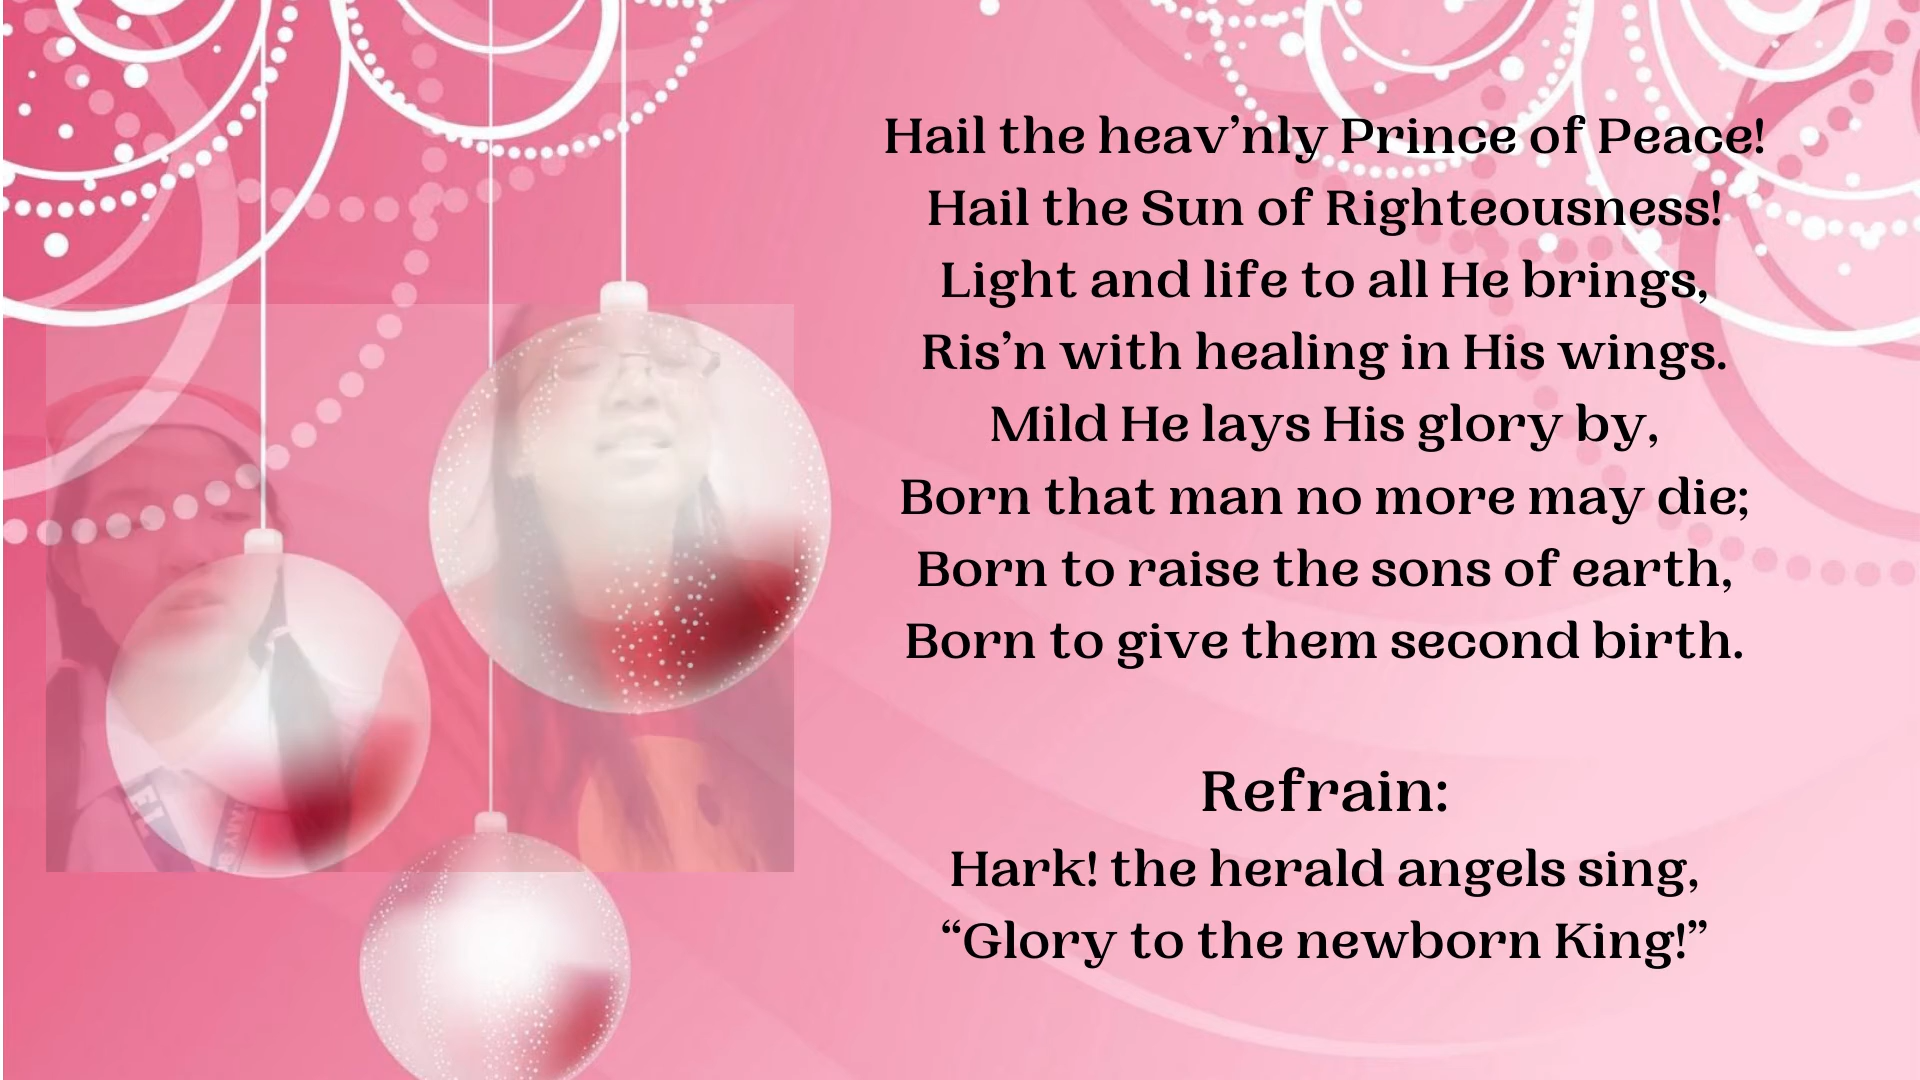 Hail the heav’nly Prince of Peace!
Hail the Sun of Righteousness!
Light and life to all He brings,
Ris’n with healing in His wings.
Mild He lays His glory by,
Born that man no more may die;
Born to raise the sons of earth,
Born to give them second birth.
Refrain:
Hark! the herald angels sing,
“Glory to the newborn King!”